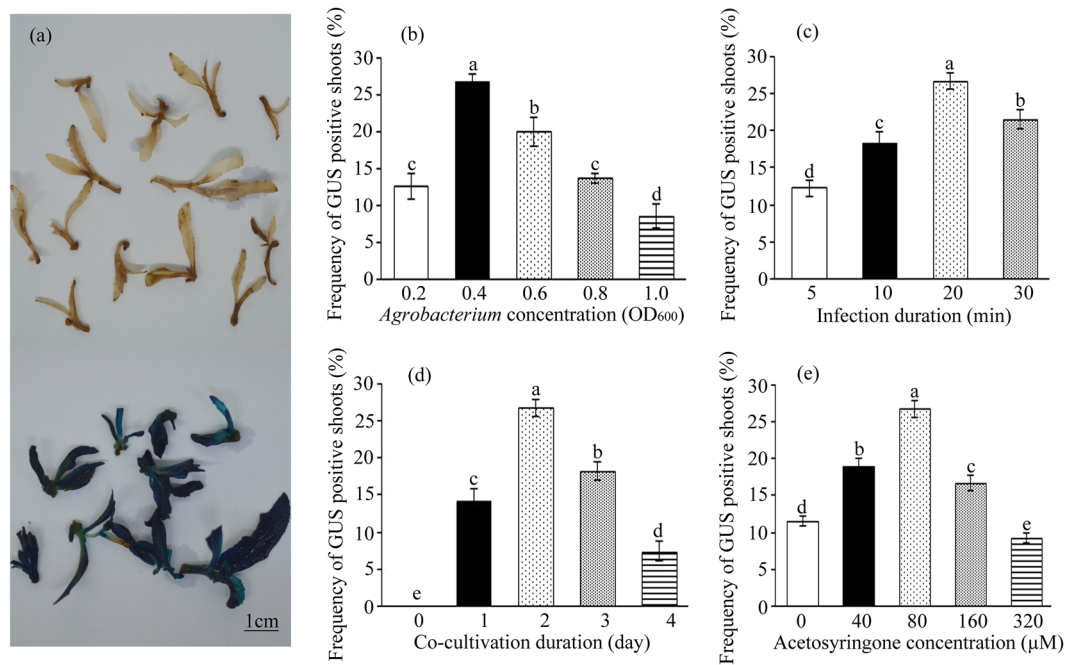 (a)
1cm
(b)
Frequency of GUS positive shoots (%)
30
25
20
15
10
5
0
c
a
b
c
d
0.2 0.4 0.6 0.8 1.0
Agrobacterium concentration (OD600)
(c)
Frequency of GUS positive shoots (%)
30
25
20
15
10
5
0
d
c
a
b
5 10 20 30
Infection duration (min)
(d)
Frequency of GUS positive shoots (%)
30
25
20
15
10
5
0
e
c
a
b
d
0 1 2 3 4
Co-cultivation duration (day)
(e)
Frequency of GUS positive shoots (%)
30
25
20
15
10
5
0
d
b
a
c
e
0 40 80 160 320
Acetosyringone concentration (μM)